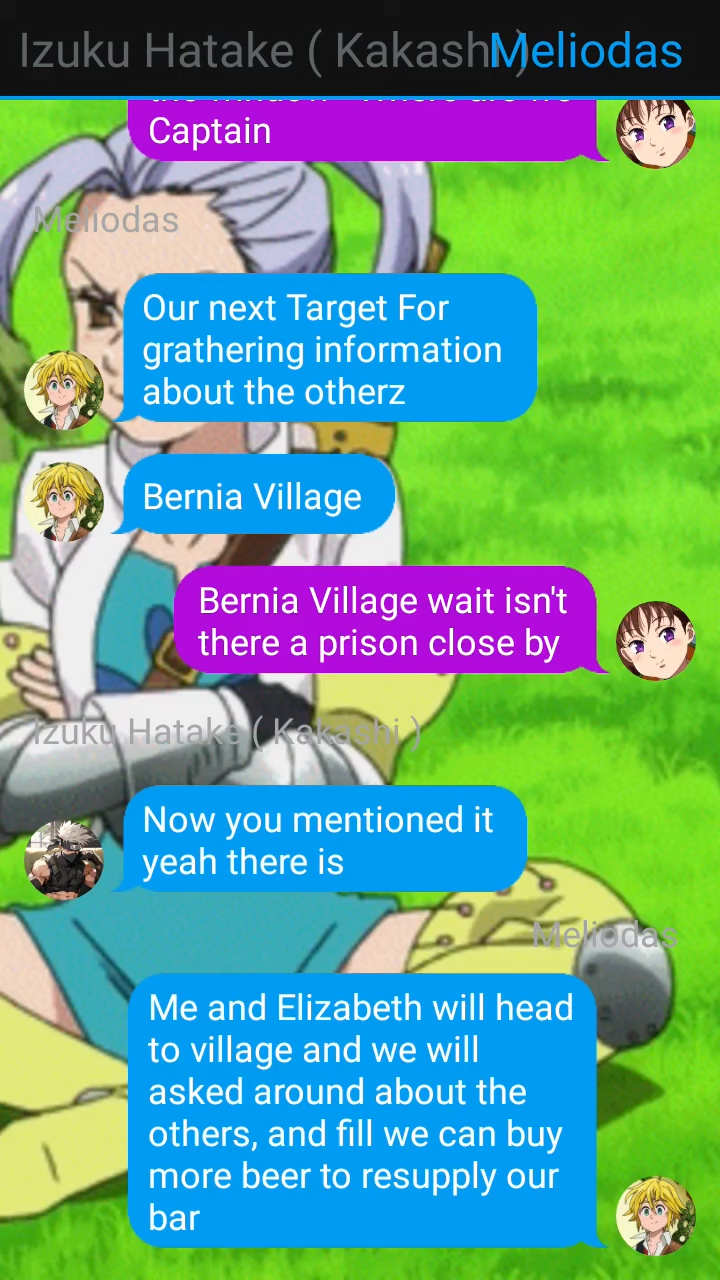 Izuku Hatake ( Kakashi )
Meliodas
Captain
Meliodas
Our next Target For
grathering information
about the otherz
Bernia Village
Bernia Village wait isn't
there a prison close by
Izuku Hatake ( Kakashi )
Now you mentioned it
yeah there is
Meliodas
Me and Elizabeth will head
to village and we will
asked around about the
others, and fill we can buy
more beer to resupply our
bar